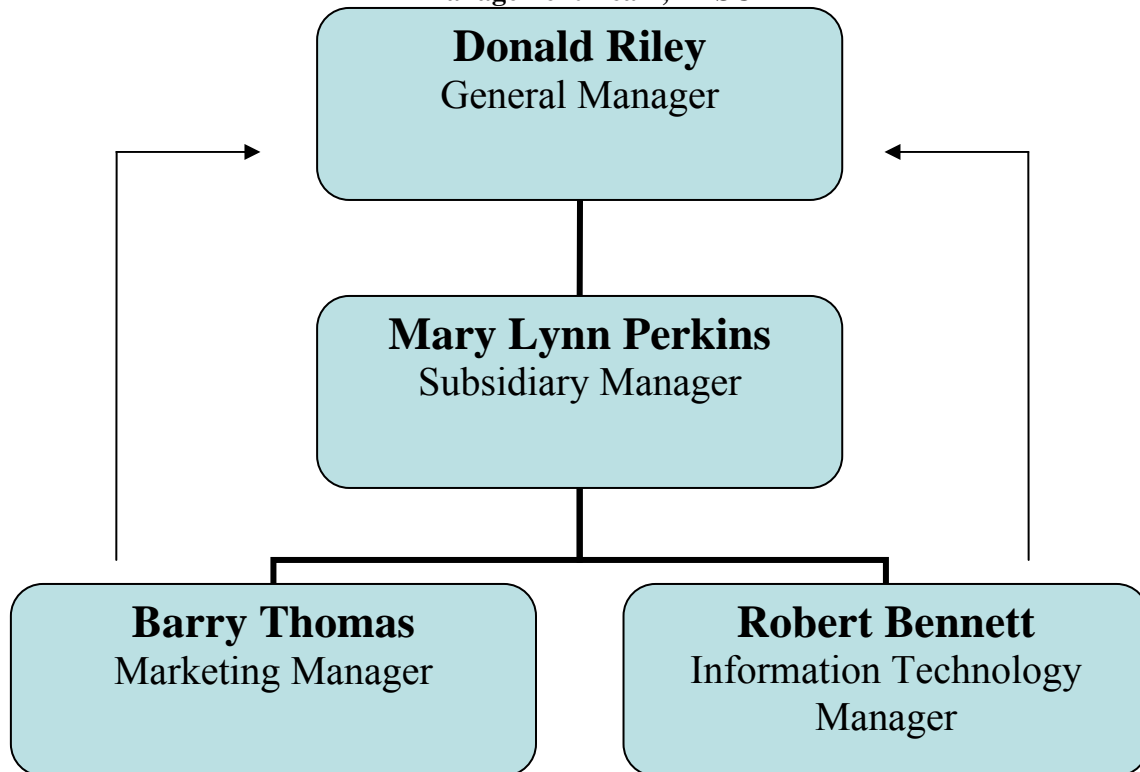 Donald Riley
General Manager
Mary Lynn Perkins
Subsidiary Manager
Barry Thomas
Marketing Manager
Robert Bennett
Information Technology
Manager